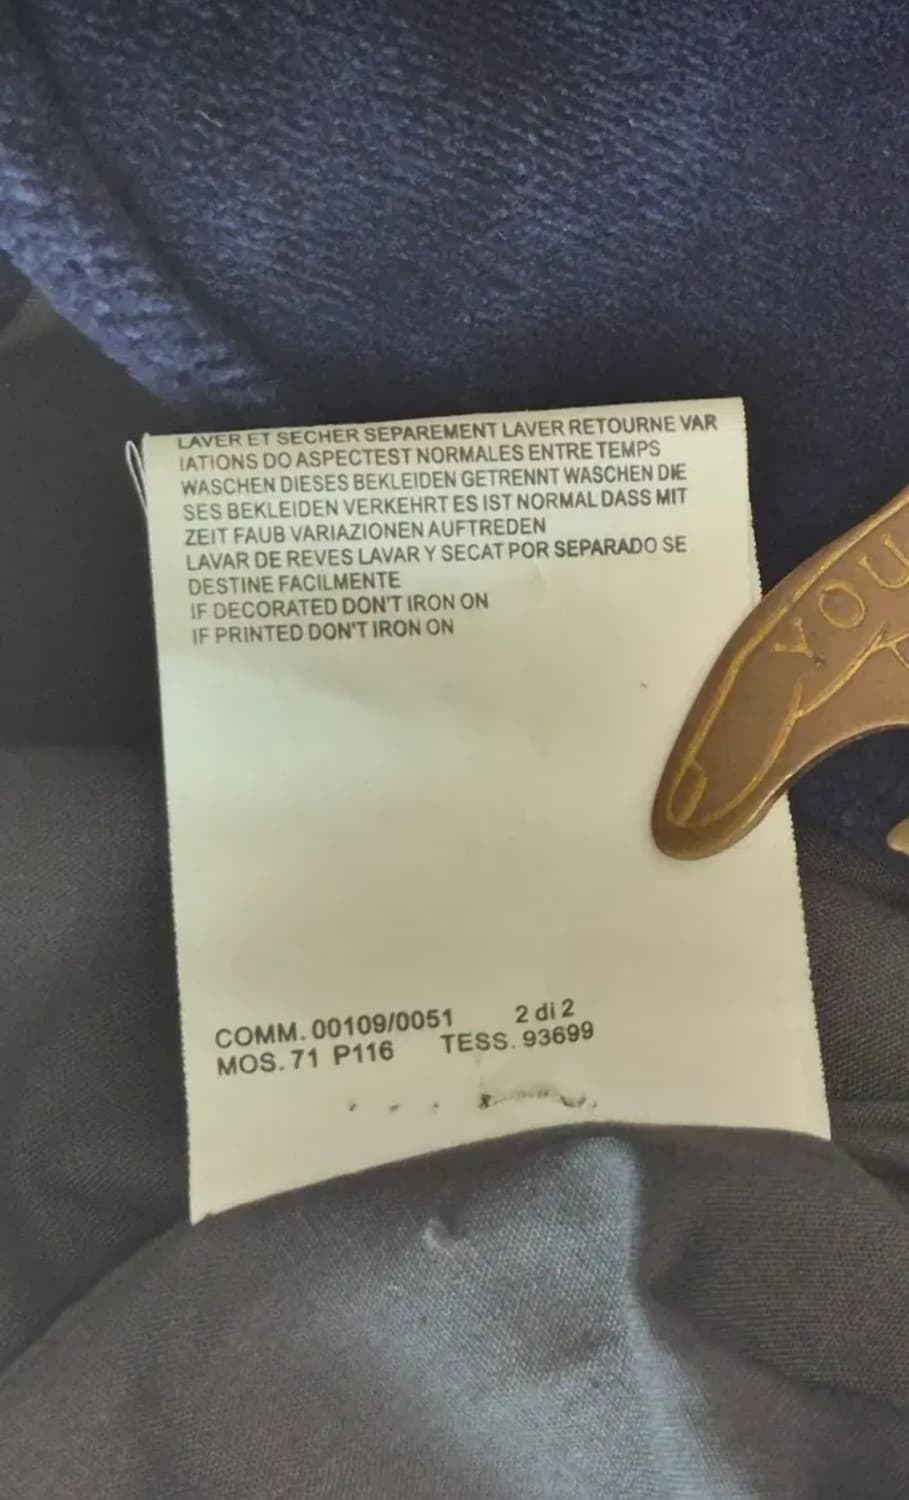 LAVER ET SECHER SEPAREMENT LAVER RETOURNE VAR
IATIONS DO ASPECTEST NORMALES ENTRE TEMPS
WASCHEN DIESES BEKLEIDEN GETRENNT WASCHEN DIE
SES BEKLEIDEN VERKEHRT ES IST NORMAL DASS MIT
ZEIT FAUB VARIAZIONEN AUFTREDEN
LAVAR DE REVES LAVAR Y SECAT POR SEPARADO SE
DESTINE FACILMENTE
IF DECORATED DON'T IRON ON
IF PRINTED DON'T IRON ON
YOU
COMM. 00109/0051 2 di 2
MOS. 71 P116 TESS. 93699